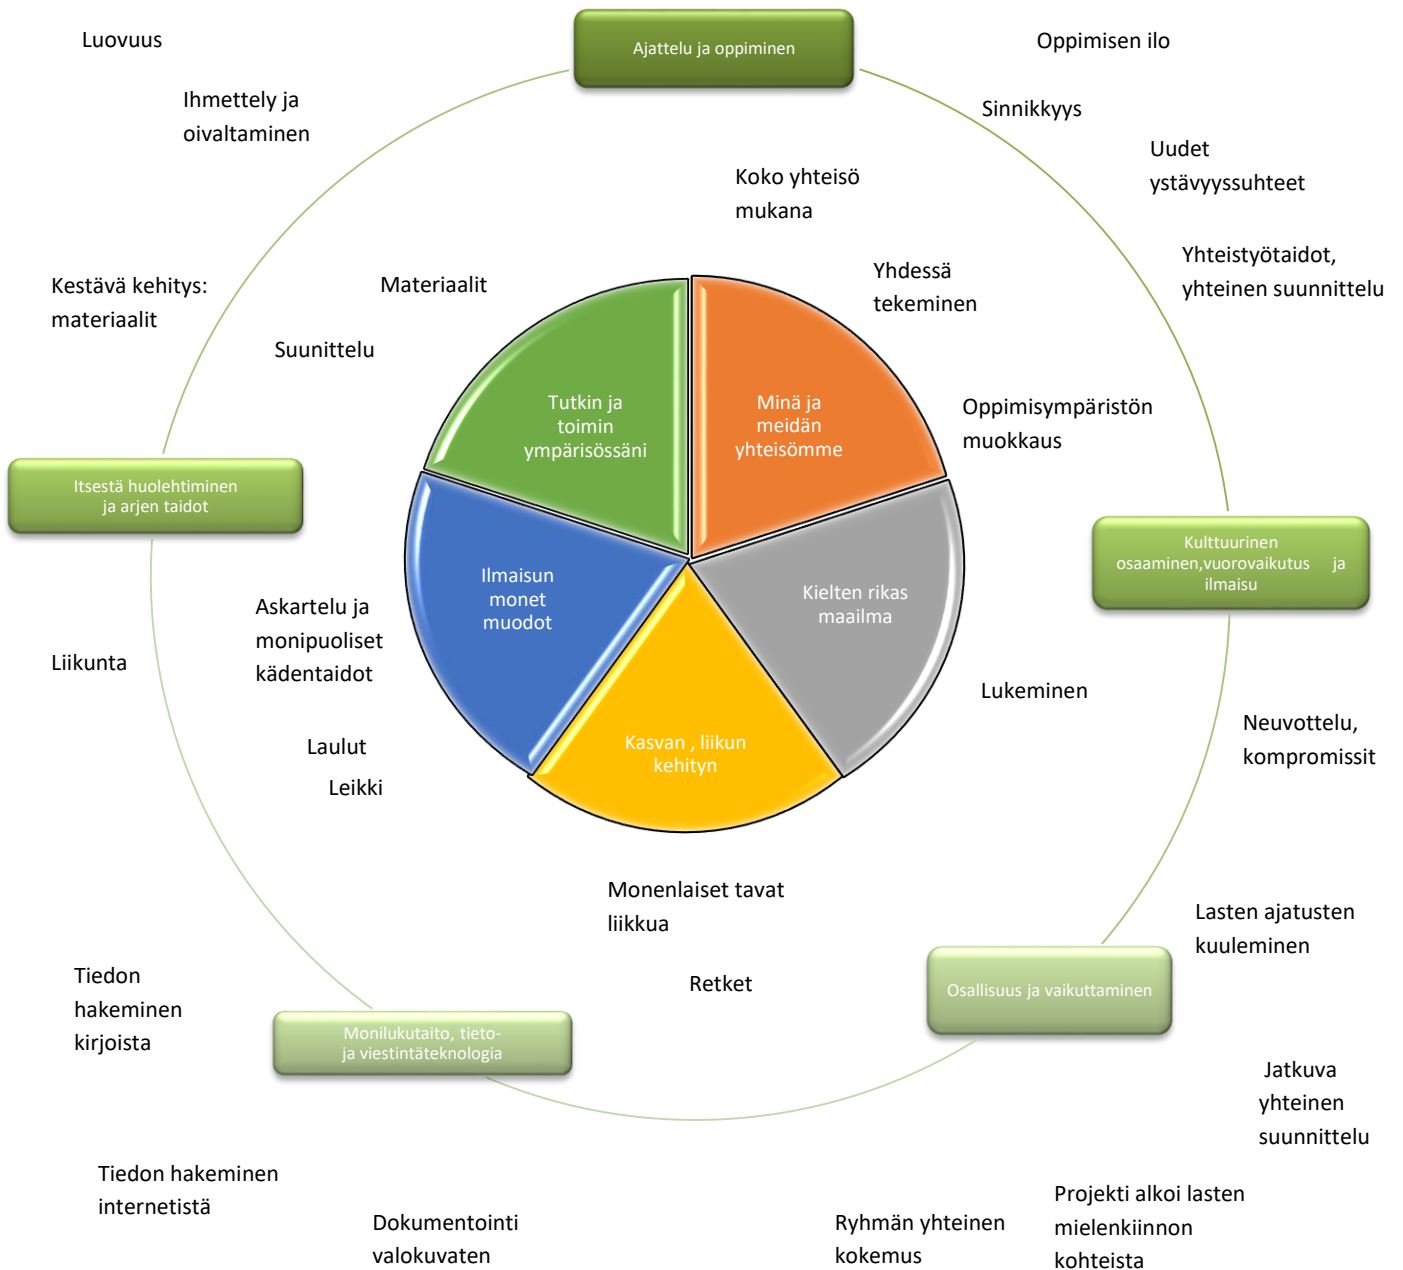 Luovuus
Ajattelu ja oppiminen
Oppimisen ilo
Ihmettely ja
oivaltaminen
Sinnikkyys
Uudet
ystävyyssuhteet
Koko yhteisö
mukana
Yhteistyötaidot,
yhteinen suunnittelu
Kestävä kehitys:
materiaalit
Materiaalit
Yhdessä
tekeminen
Suunittelu
Tutkin ja
toimin
ympärisössäni
Minä ja
meidän
yhteisömme
Oppimisympäristön
muokkaus
Itsestä huolehtiminen
ja arjen taidot
Kulttuurinen
osaaminen,vuorovaikutus ja
ilmaisu
Ilmaisun
monet
muodot
Kielten rikas
maailma
Askartelu ja
monipuoliset
kädentaidot
Liikunta
Lukeminen
Neuvottelu,
kompromissit
Laulut
Leikki
Kasvan , liikun
kehityn
Monenlaiset tavat
liikkua
Lasten ajatusten
kuuleminen
Retket
Osallisuus ja vaikuttaminen
Tiedon
hakeminen
kirjoista
Monilukutaito, tieto-
ja viestintäteknologia
Jatkuva
yhteinen
suunnittelu
Tiedon hakeminen
internetistä
Dokumentointi
valokuvaten
Ryhmän yhteinen
kokemus
Projekti alkoi lasten
mielenkiinnon
kohteista